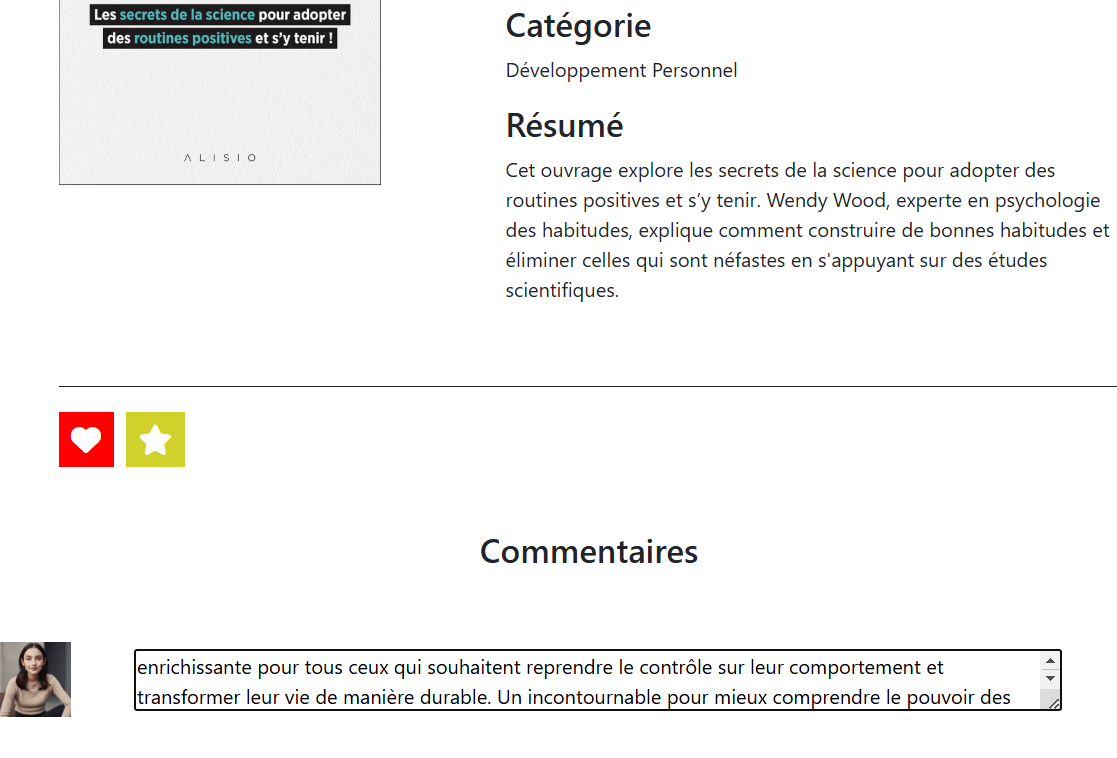 Les secrets de la science pour adopter
des routines positives et s’y tenir !
ALISIO
Catégorie
Développement Personnel
Résumé
Cet ouvrage explore les secrets de la science pour adopter des
routines positives et s’y tenir. Wendy Wood, experte en psychologie
des habitudes, explique comment construire de bonnes habitudes et
éliminer celles qui sont néfastes en s'appuyant sur des études
scientifiques.
Commentaires
enrichissante pour tous ceux qui souhaitent reprendre le contrôle sur leur comportement et
transformer leur vie de manière durable. Un incontournable pour mieux comprendre le pouvoir des